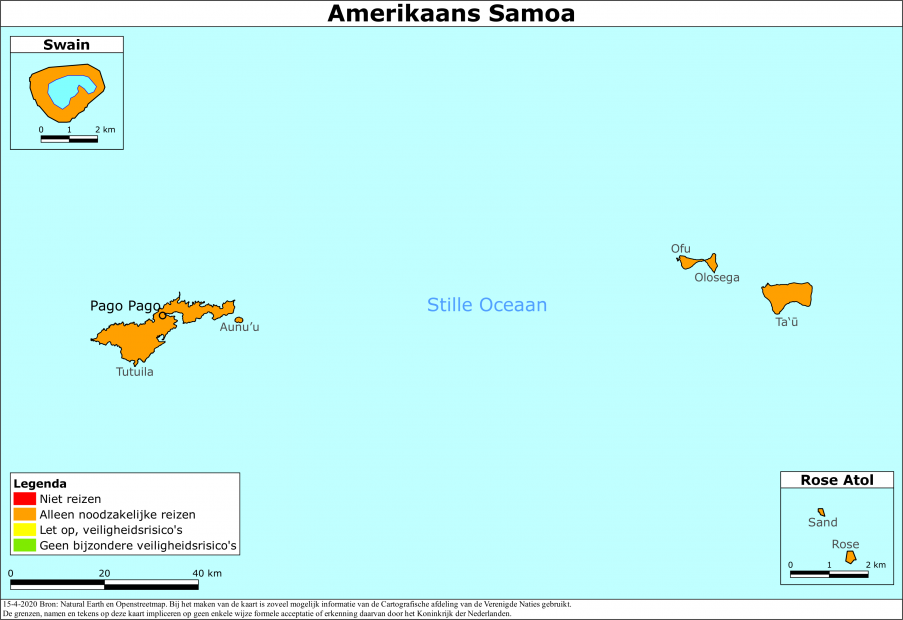 Amerikaans Samoa
Swain
0 1 2 km
Ofu
Olosega
Ta'ū
Pago Pago
Stille Oceaan
Aunu'u
Tutuila
Legenda
Niet reizen
Alleen noodzakelijke reizen
Let op, veiligheidsrisico's
Geen bijzondere veiligheidsrisico's
0 20 40 km
Rose Atol
Sand
Rose
0 1 2 km
15-4-2020 Bron: Natural Earth en Openstreetmap. Bij het maken van de kaart is zoveel mogelijk informatie van de Cartografische afdeling van de Verenigde Naties gebruikt.
De grenzen, namen en tekens op deze kaart impliceren op geen enkele wijze formele acceptatie of erkenning daarvan door het Koninkrijk der Nederlanden.